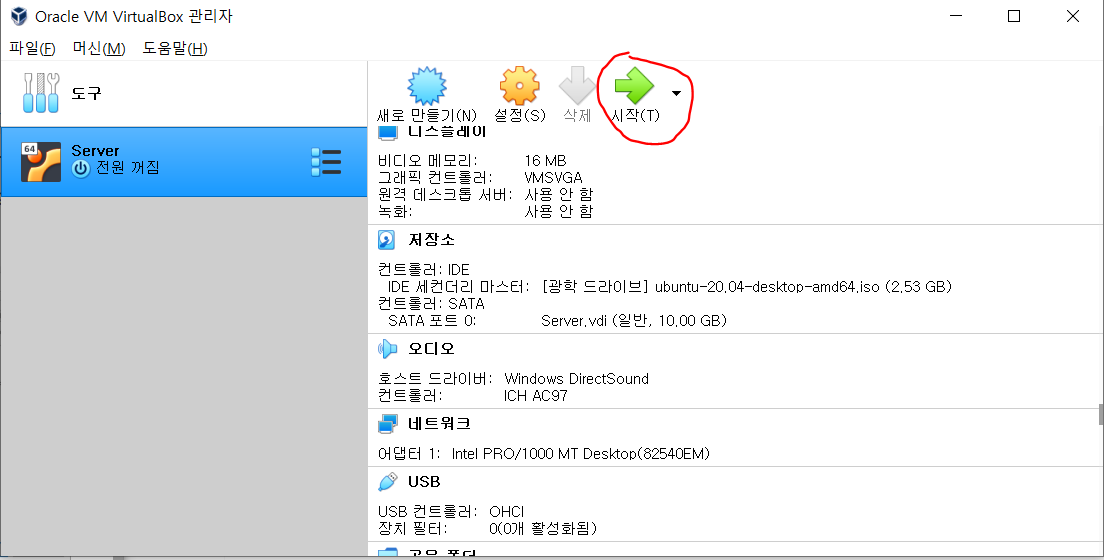 Oracle VM VirtualBox 관리자
파일(F) 머신(M) 도움말(H)
도구
새로 만들기(N) 설정(S) 삭제 시작(T)
64
Server
전원 꺼짐
디스플레이
비디오 메모리: 16 MB
그래픽 컨트롤러: VMSVGA
원격 데스크톱 서버: 사용 안 함
녹화: 사용 안 함
저장소
컨트롤러: IDE
IDE 세컨더리 마스터: [광학 드라이브] ubuntu-20.04-desktop-amd64.iso (2.53 GB)
컨트롤러: SATA
SATA 포트 0: Server.vdi (일반, 10.00 GB)
오디오
호스트 드라이버: Windows DirectSound
컨트롤러: ICH AC97
네트워크
어댑터 1: Intel PRO/1000 MT Desktop(82540EM)
USB
USB 컨트롤러: OHCI
장치 필터: 0(0개 활성화됨)
공유 폴더